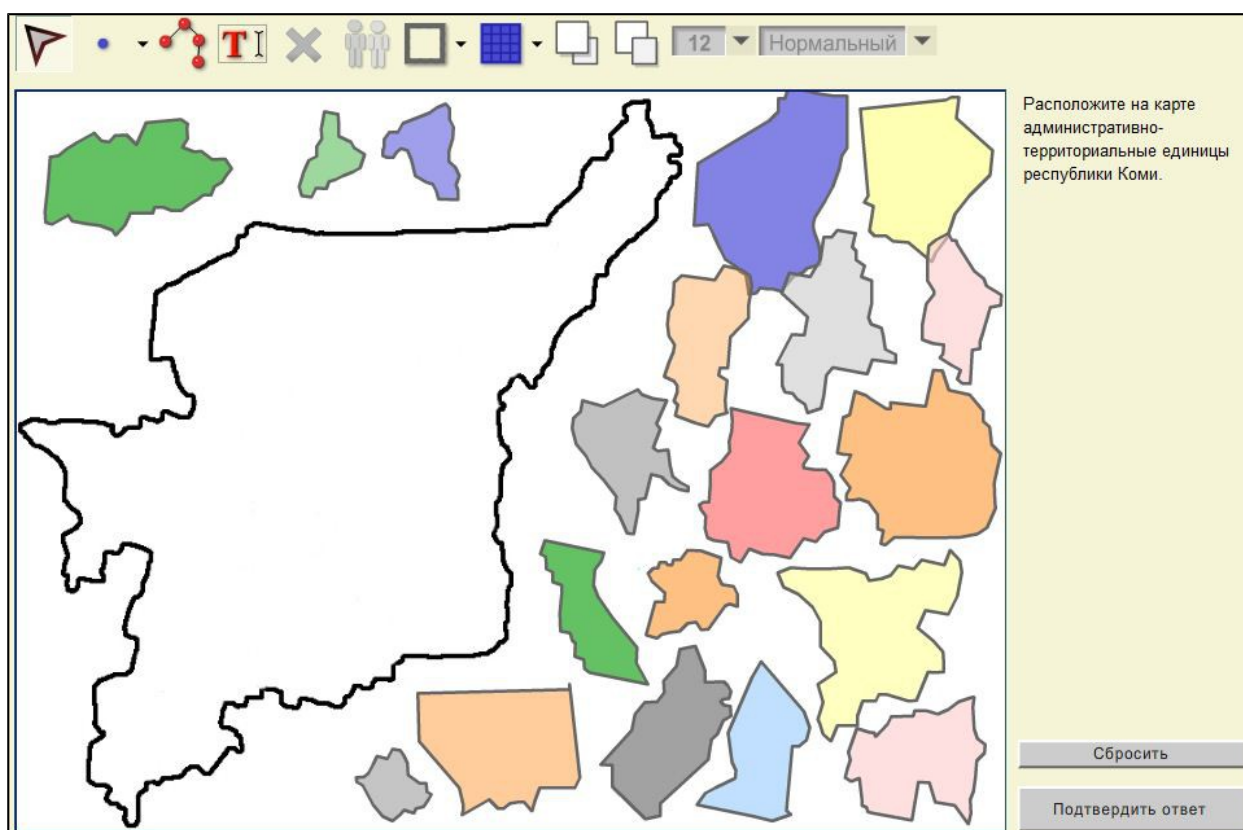 T
12 Нормальный
Расположите на карте
административно-
территориальные единицы
республики Коми.
Сбросить
Подтвердить ответ